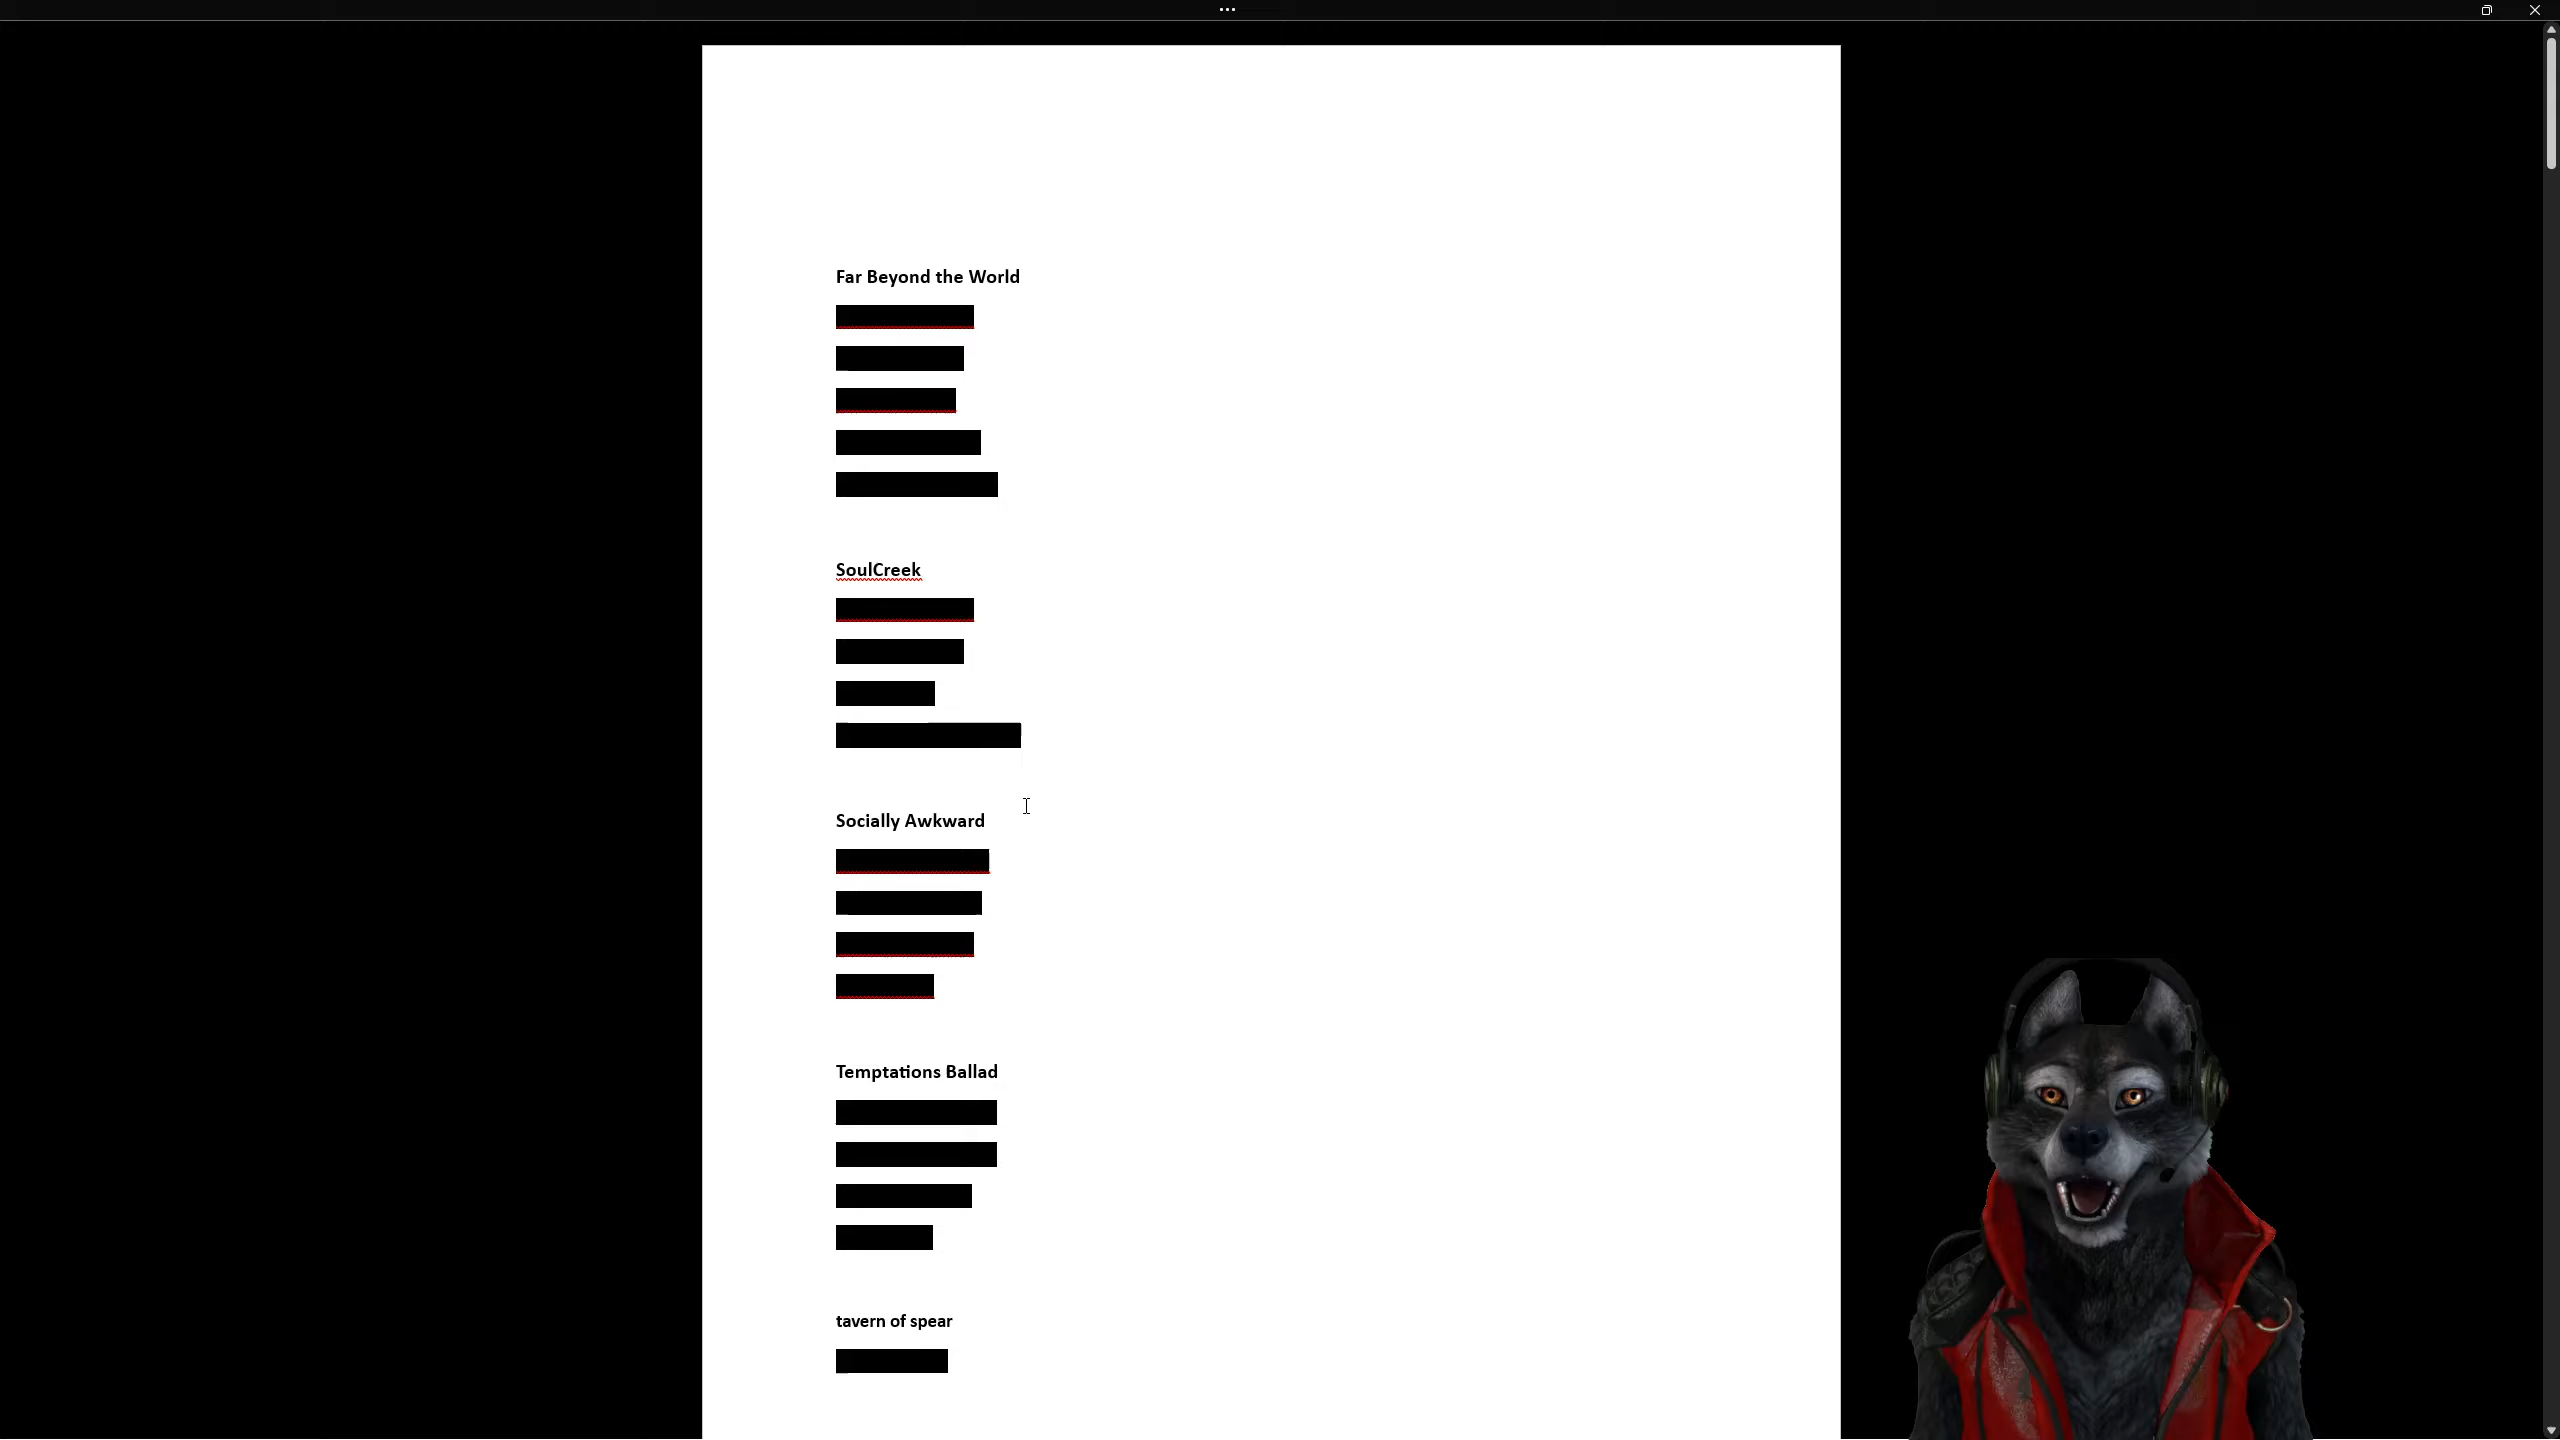 Far Beyond the World
SoulCreek
Socially Awkward
Temptations Ballad
tavern of spear